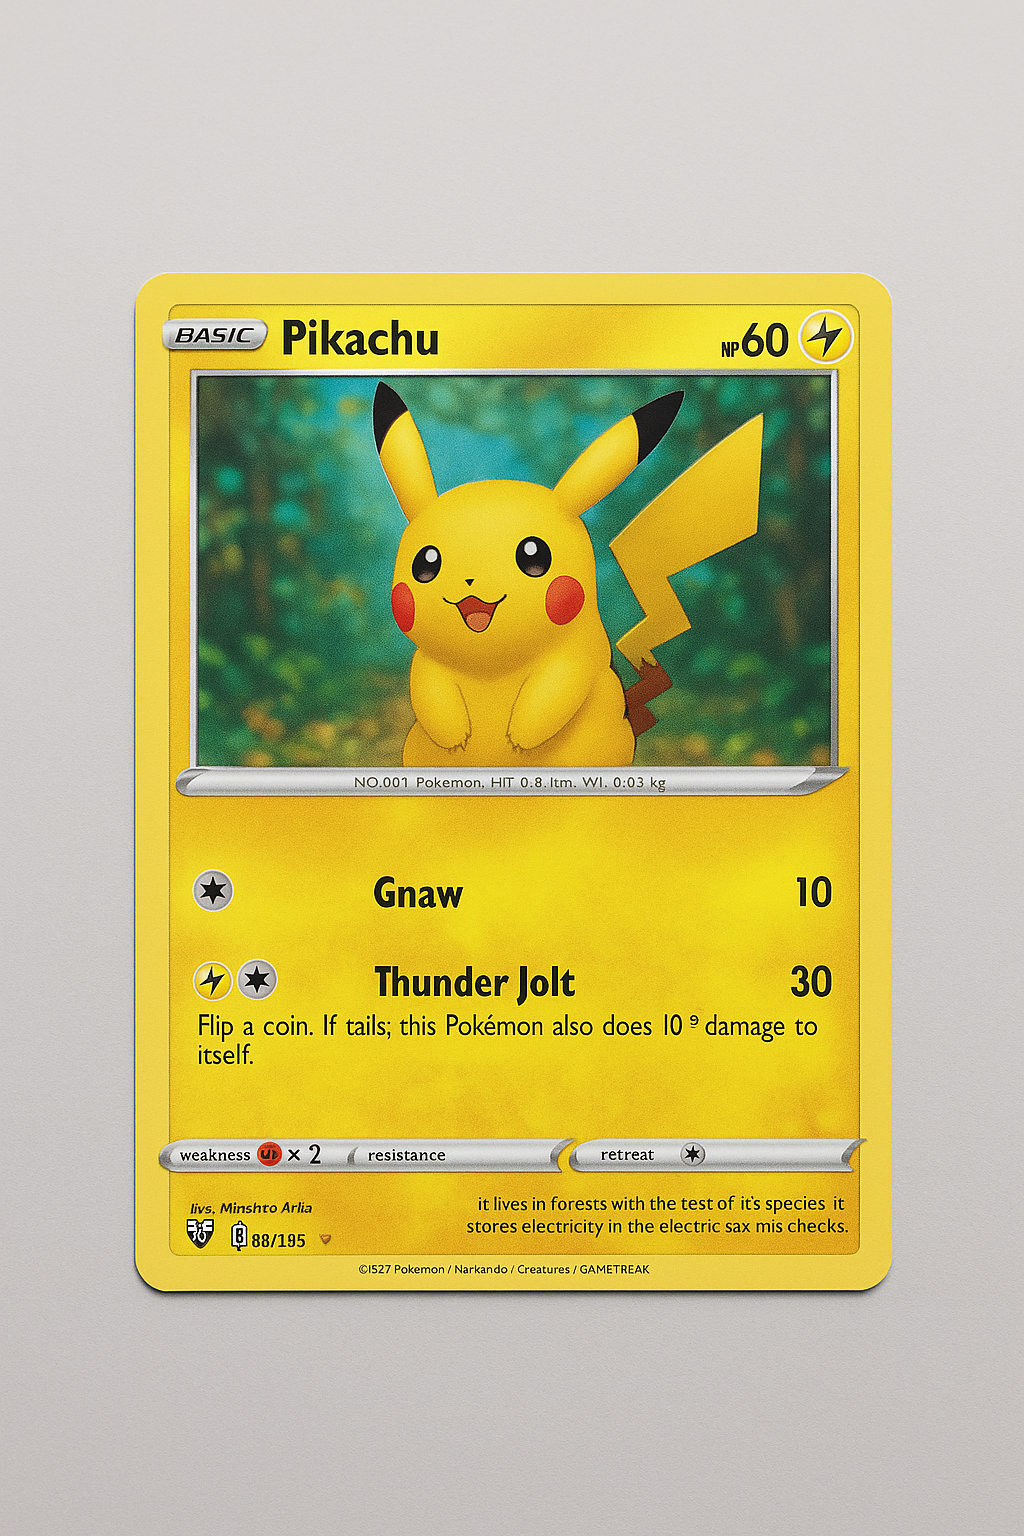 BASIC Pikachu NP 60
NO.001 Pokemon, HIT 0.8.Itm. WI. 0:03 kg
Gnaw 10
Thunder Jolt 30
Flip a coin. If tails; this Pokémon also does 10 9 damage to
itself.
weakness × 2 resistance retreat
livs. Minshto Arlia
it lives in forests with the test of it's species it
stores electricity in the electric sax mis checks.
B 88/195
©1527 Pokemon / Narkando / Creatures / GAMETREAK